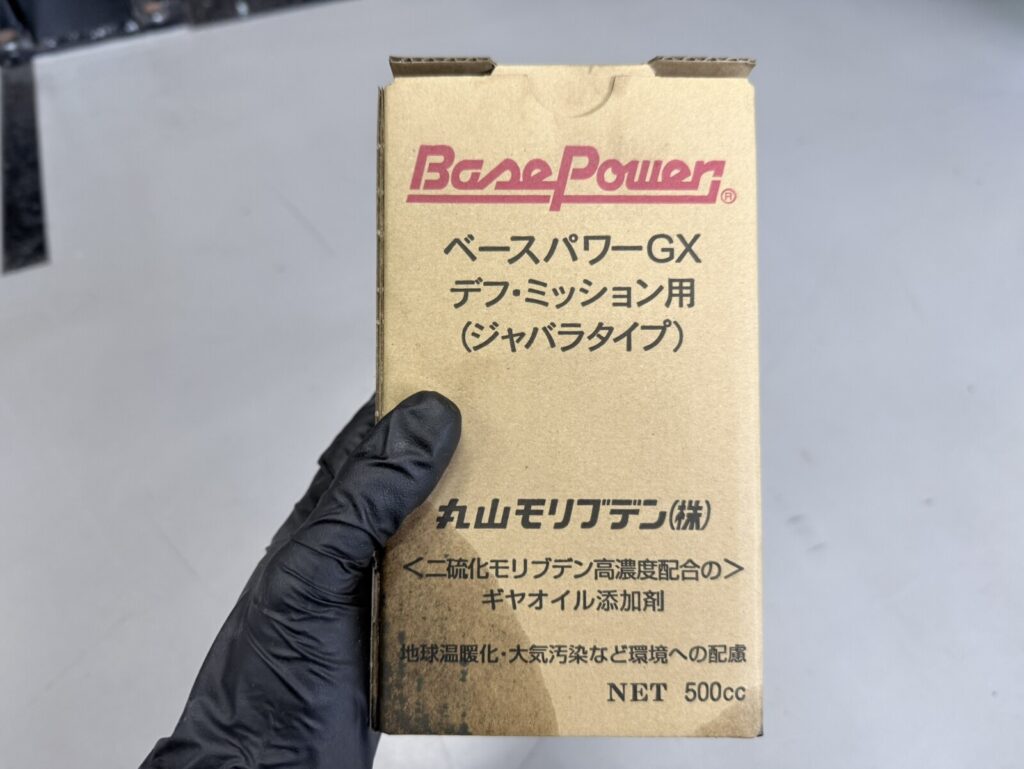 BasePower®
ベースパワーGX
デフ・ミッション用
(ジャバラタイプ)
丸山モリブデン(株)
<二硫化モリブデン高濃度配合の>
ギヤオイル添加剤
地球温暖化・大気汚染など環境への配慮
NET 500cc